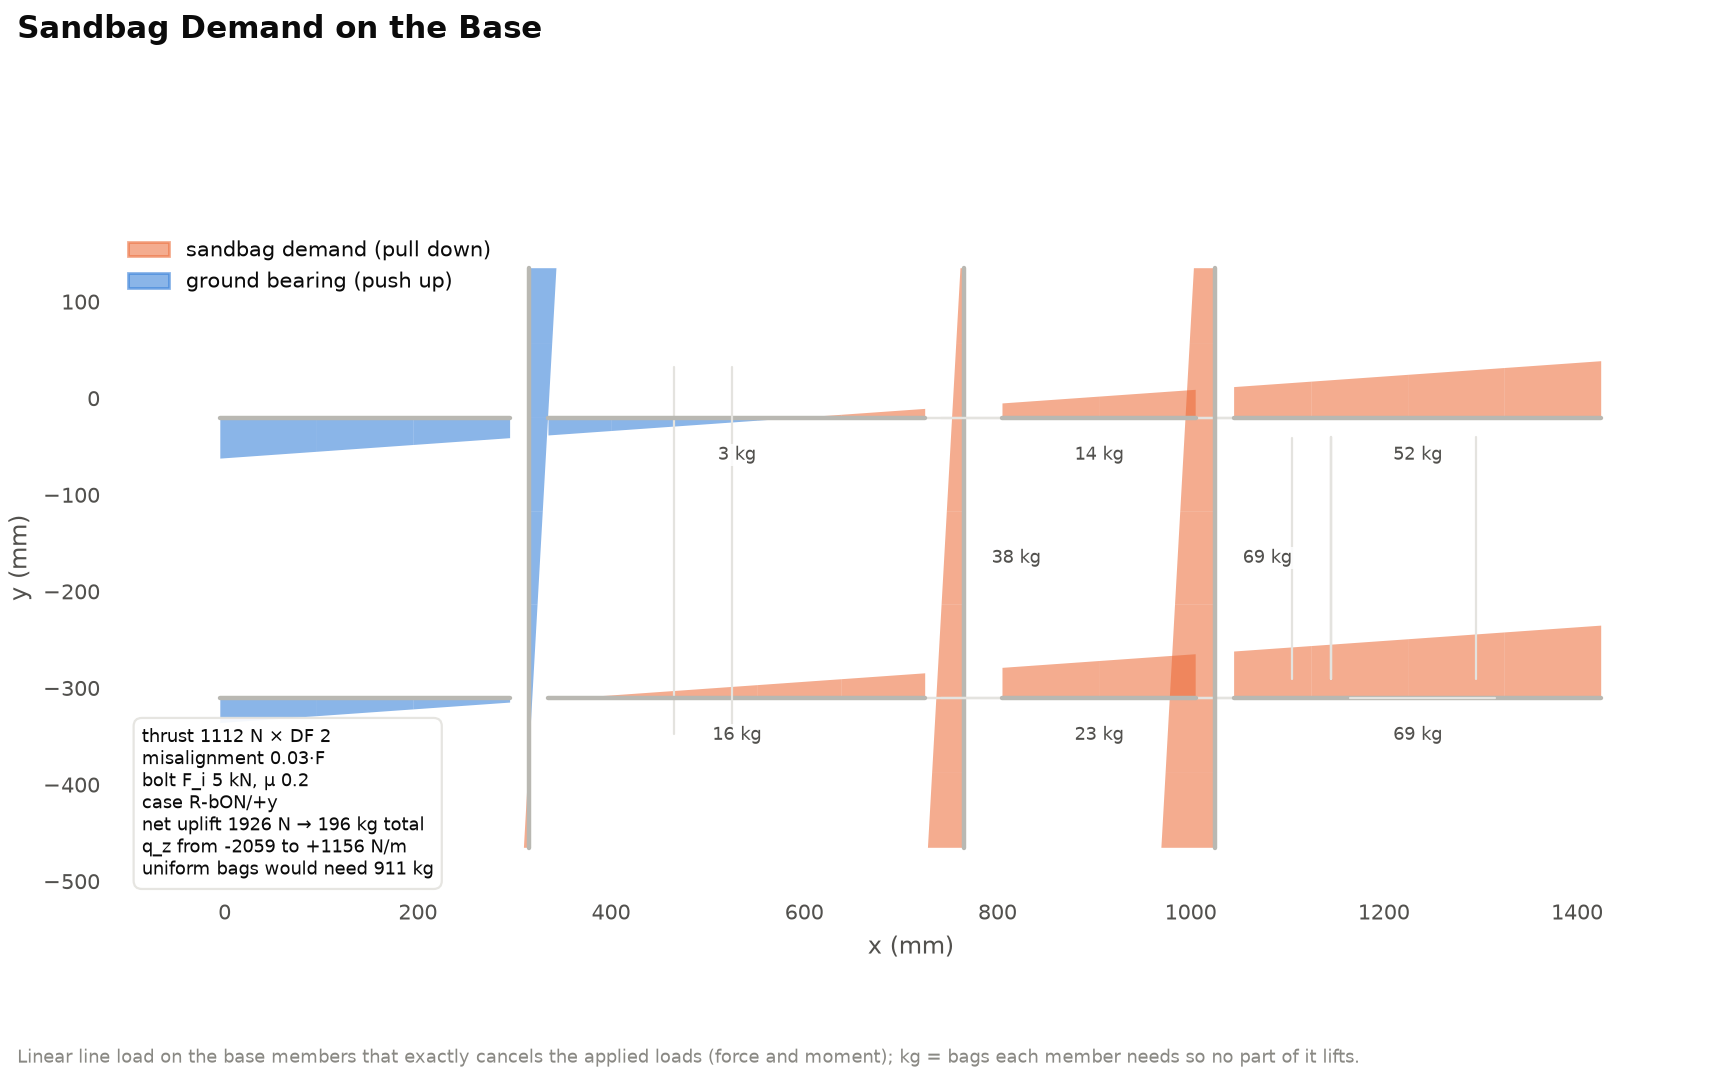 Sandbag Demand on the Base
sandbag demand (pull down)
ground bearing (push up)
100
0
−100
−200
−300
−400
−500
y (mm)
3 kg
14 kg
52 kg
38 kg
69 kg
16 kg
23 kg
69 kg
thrust 1112 N × DF 2
misalignment 0.03·F
bolt F_i 5 kN, µ 0.2
case R-bON/+y
net uplift 1926 N → 196 kg total
q_z from -2059 to +1156 N/m
uniform bags would need 911 kg
0
200
400
600
800
1000
1200
1400
x (mm)
Linear line load on the base members that exactly cancels the applied loads (force and moment); kg = bags each member needs so no part of it lifts.